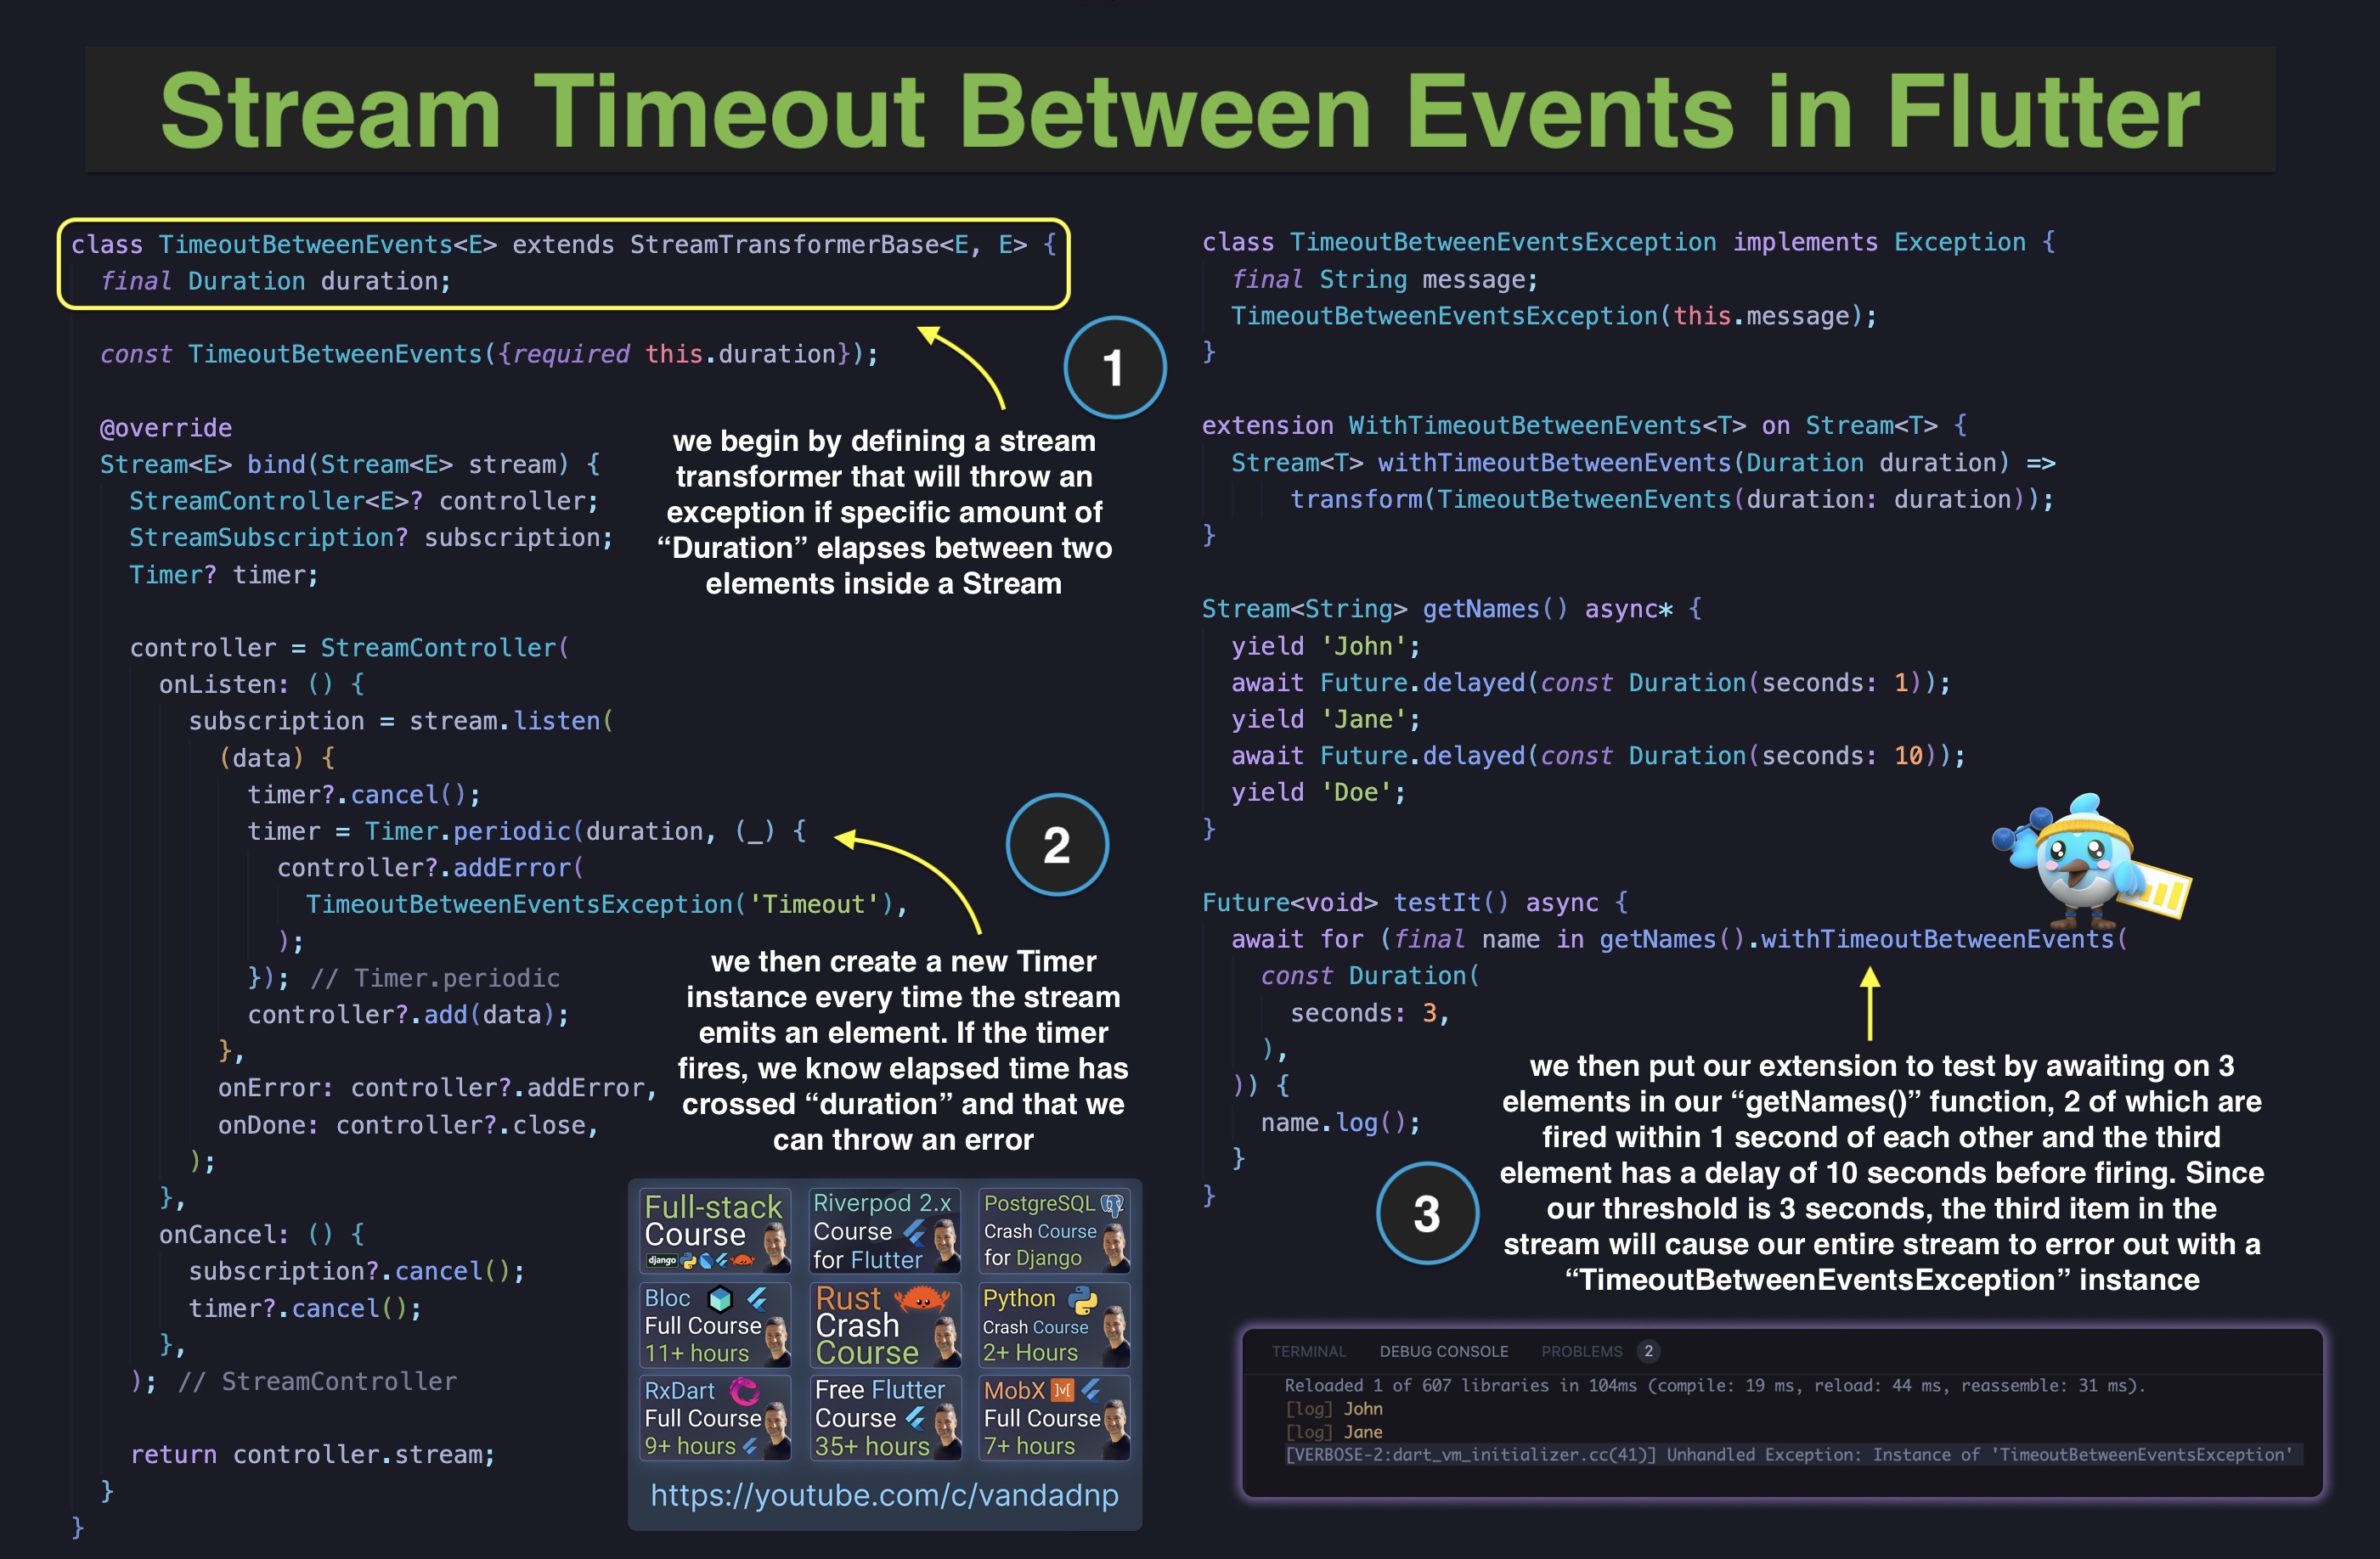 Stream Timeout Between Events in Flutter
class TimeoutBetweenEvents<E> extends StreamTransformerBase<E, E> {
  final Duration duration;

  const TimeoutBetweenEvents({required this.duration});

  @override
  Stream<E> bind(Stream<E> stream) {
    StreamController<E>? controller;
    StreamSubscription? subscription;
    Timer? timer;

    controller = StreamController(
      onListen: () {
        subscription = stream.listen(
          (data) {
            timer?.cancel();
            timer = Timer.periodic(duration, (_) {
              controller?.addError(
                TimeoutBetweenEventsException('Timeout'),
              );
            }); // Timer.periodic
            controller?.add(data);
          },
          onError: controller?.addError,
          onDone: controller?.close,
        );
      },
      onCancel: () {
        subscription?.cancel();
        timer?.cancel();
      },
    ); // StreamController

    return controller.stream;
  }
}
1
we begin by defining a stream
transformer that will throw an
exception if specific amount of
“Duration” elapses between two
elements inside a Stream
2
we then create a new Timer
instance every time the stream
emits an element. If the timer
fires, we know elapsed time has
crossed “duration” and that we
can throw an error
Full-stack
Course
django
Riverpod 2.x
Course
for Flutter
PostgreSQL
Crash Course
for Django
Bloc
Full Course
11+ hours
Rust
Crash
Course
Python
Crash Course
2+ Hours
RxDart
Full Course
9+ hours
Free Flutter
Course
35+ hours
MobX
Full Course
7+ hours
https://youtube.com/c/vandadnp
class TimeoutBetweenEventsException implements Exception {
  final String message;
  TimeoutBetweenEventsException(this.message);
}

extension WithTimeoutBetweenEvents<T> on Stream<T> {
  Stream<T> withTimeoutBetweenEvents(Duration duration) =>
      transform(TimeoutBetweenEvents(duration: duration));
}

Stream<String> getNames() async* {
  yield 'John';
  await Future.delayed(const Duration(seconds: 1));
  yield 'Jane';
  await Future.delayed(const Duration(seconds: 10));
  yield 'Doe';
}

Future<void> testIt() async {
  await for (final name in getNames().withTimeoutBetweenEvents(
    const Duration(
      seconds: 3,
    ),
  )) {
    name.log();
  }
}
3
we then put our extension to test by awaiting on 3
elements in our “getNames()” function, 2 of which are
fired within 1 second of each other and the third
element has a delay of 10 seconds before firing. Since
our threshold is 3 seconds, the third item in the
stream will cause our entire stream to error out with a
“TimeoutBetweenEventsException” instance
TERMINAL DEBUG CONSOLE PROBLEMS 2
Reloaded 1 of 607 libraries in 104ms (compile: 19 ms, reload: 44 ms, reassemble: 31 ms).
[log] John
[log] Jane
[VERBOSE-2:dart_vm_initializer.cc(41)] Unhandled Exception: Instance of 'TimeoutBetweenEventsException'